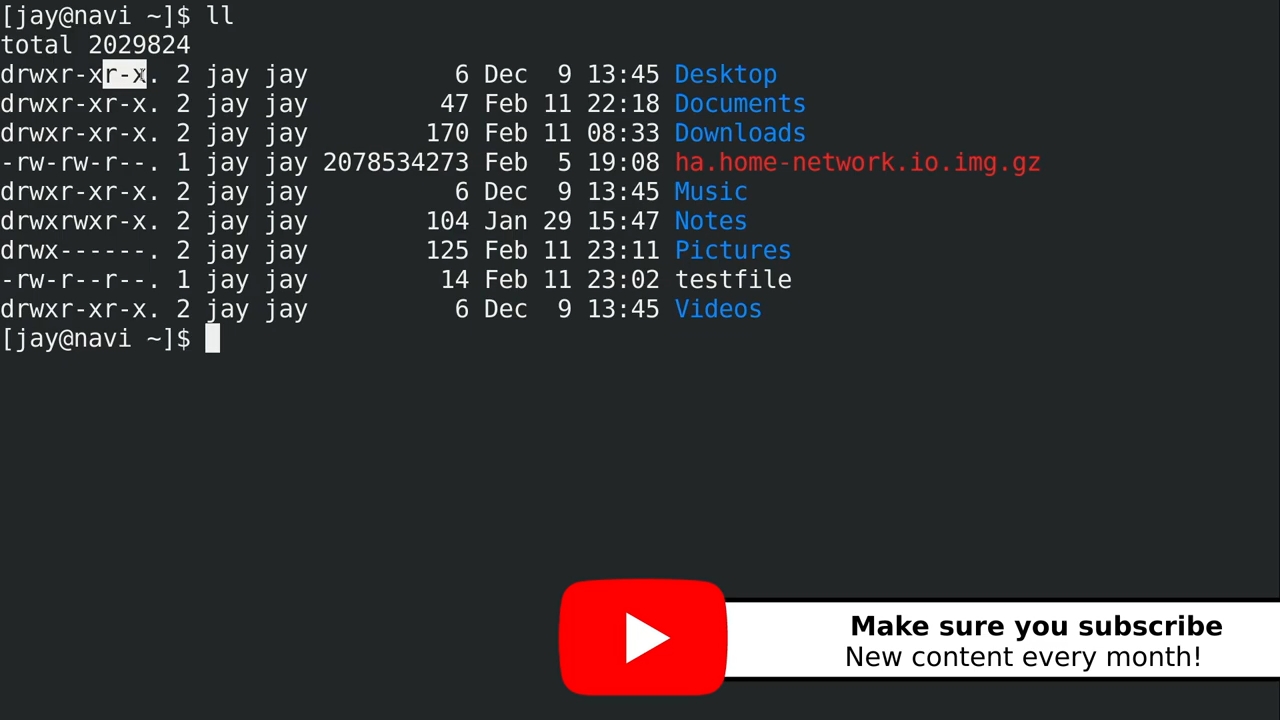 [jay@navi ~]$ ll
total 2029824
drwxr-xr-x. 2 jay jay          6 Dec  9 13:45 Desktop
drwxr-xr-x. 2 jay jay         47 Feb 11 22:18 Documents
drwxr-xr-x. 2 jay jay        170 Feb 11 08:33 Downloads
-rw-rw-r--. 1 jay jay 2078534273 Feb  5 19:08 ha.home-network.io.img.gz
drwxr-xr-x. 2 jay jay          6 Dec  9 13:45 Music
drwxrwxr-x. 2 jay jay        104 Jan 29 15:47 Notes
drwx------. 2 jay jay        125 Feb 11 23:11 Pictures
-rw-r--r--. 1 jay jay         14 Feb 11 23:02 testfile
drwxr-xr-x. 2 jay jay          6 Dec  9 13:45 Videos
[jay@navi ~]$
Make sure you subscribe
New content every month!